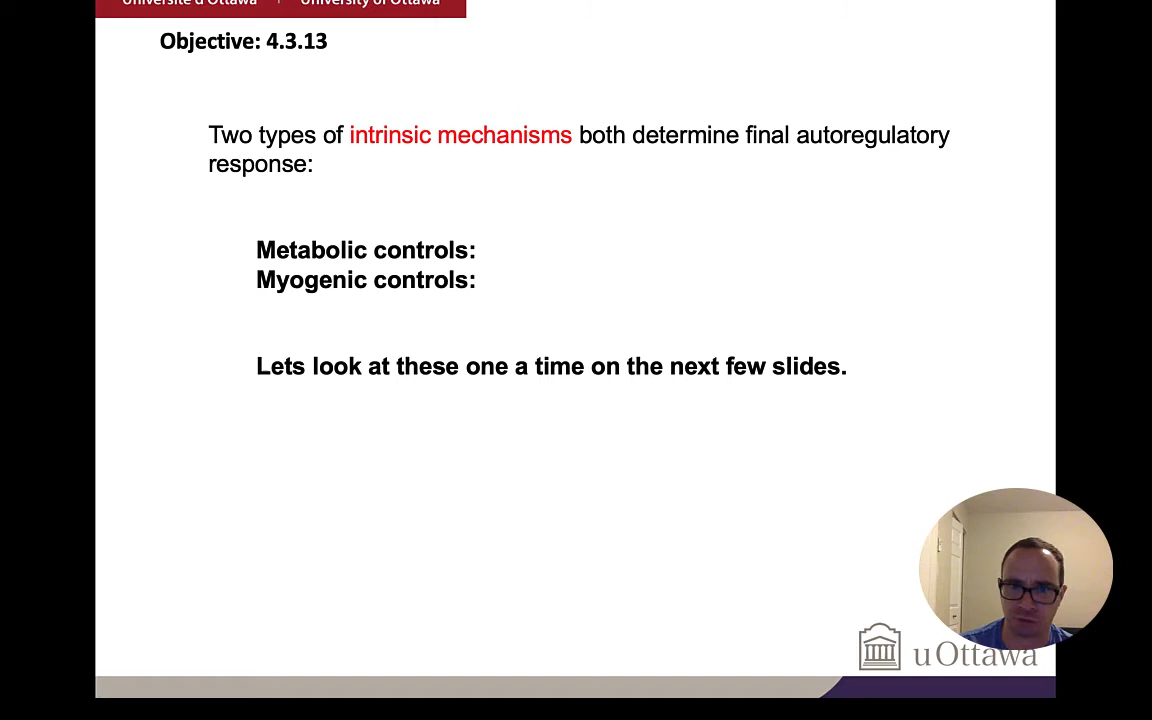 Université d'Ottawa | University of Ottawa
Objective: 4.3.13
Two types of intrinsic mechanisms both determine final autoregulatory
response:
Metabolic controls:
Myogenic controls:
Lets look at these one a time on the next few slides.
uOttawa